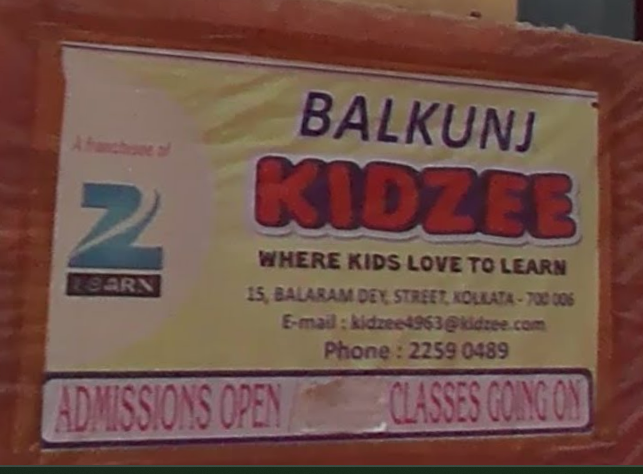 BALKUNJ
A franchisee of
KIDZEE
Z
LEARN
WHERE KIDS LOVE TO LEARN
15, BALARAM DEY, STREET, KOLKATA - 700 006
E-mail : kidzee4963@kidzee.com
Phone : 2259 0489
ADMISSIONS OPEN CLASSES GOING ON